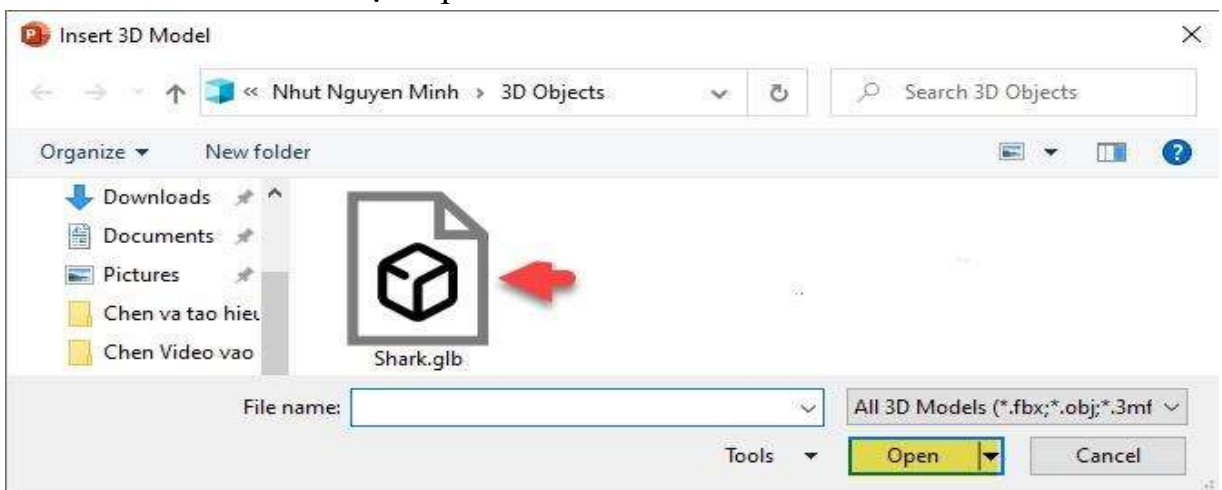 Insert 3D Model
« Nhut Nguyen Minh › 3D Objects
Search 3D Objects
Organize
New folder
Downloads
Documents
Pictures
Chen va tao hieu
Chen Video vao
Shark.glb
File name:
All 3D Models (*.fbx;*.obj;*.3mf
Tools
Open
Cancel